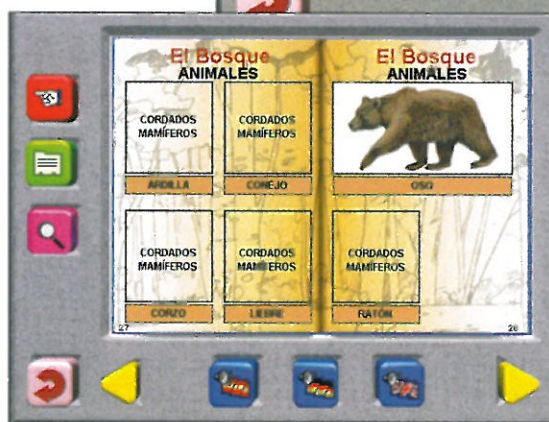 El Bosque
ANIMALES
CORDADOS
MAMÍFEROS
ARDILLA
CORDADOS
MAMÍFEROS
CONEJO
CORDADOS
MAMÍFEROS
CORZO
CORDADOS
MAMÍFEROS
LIEBRE
27
El Bosque
ANIMALES
OSO
CORDADOS
MAMÍFEROS
RATÓN
28